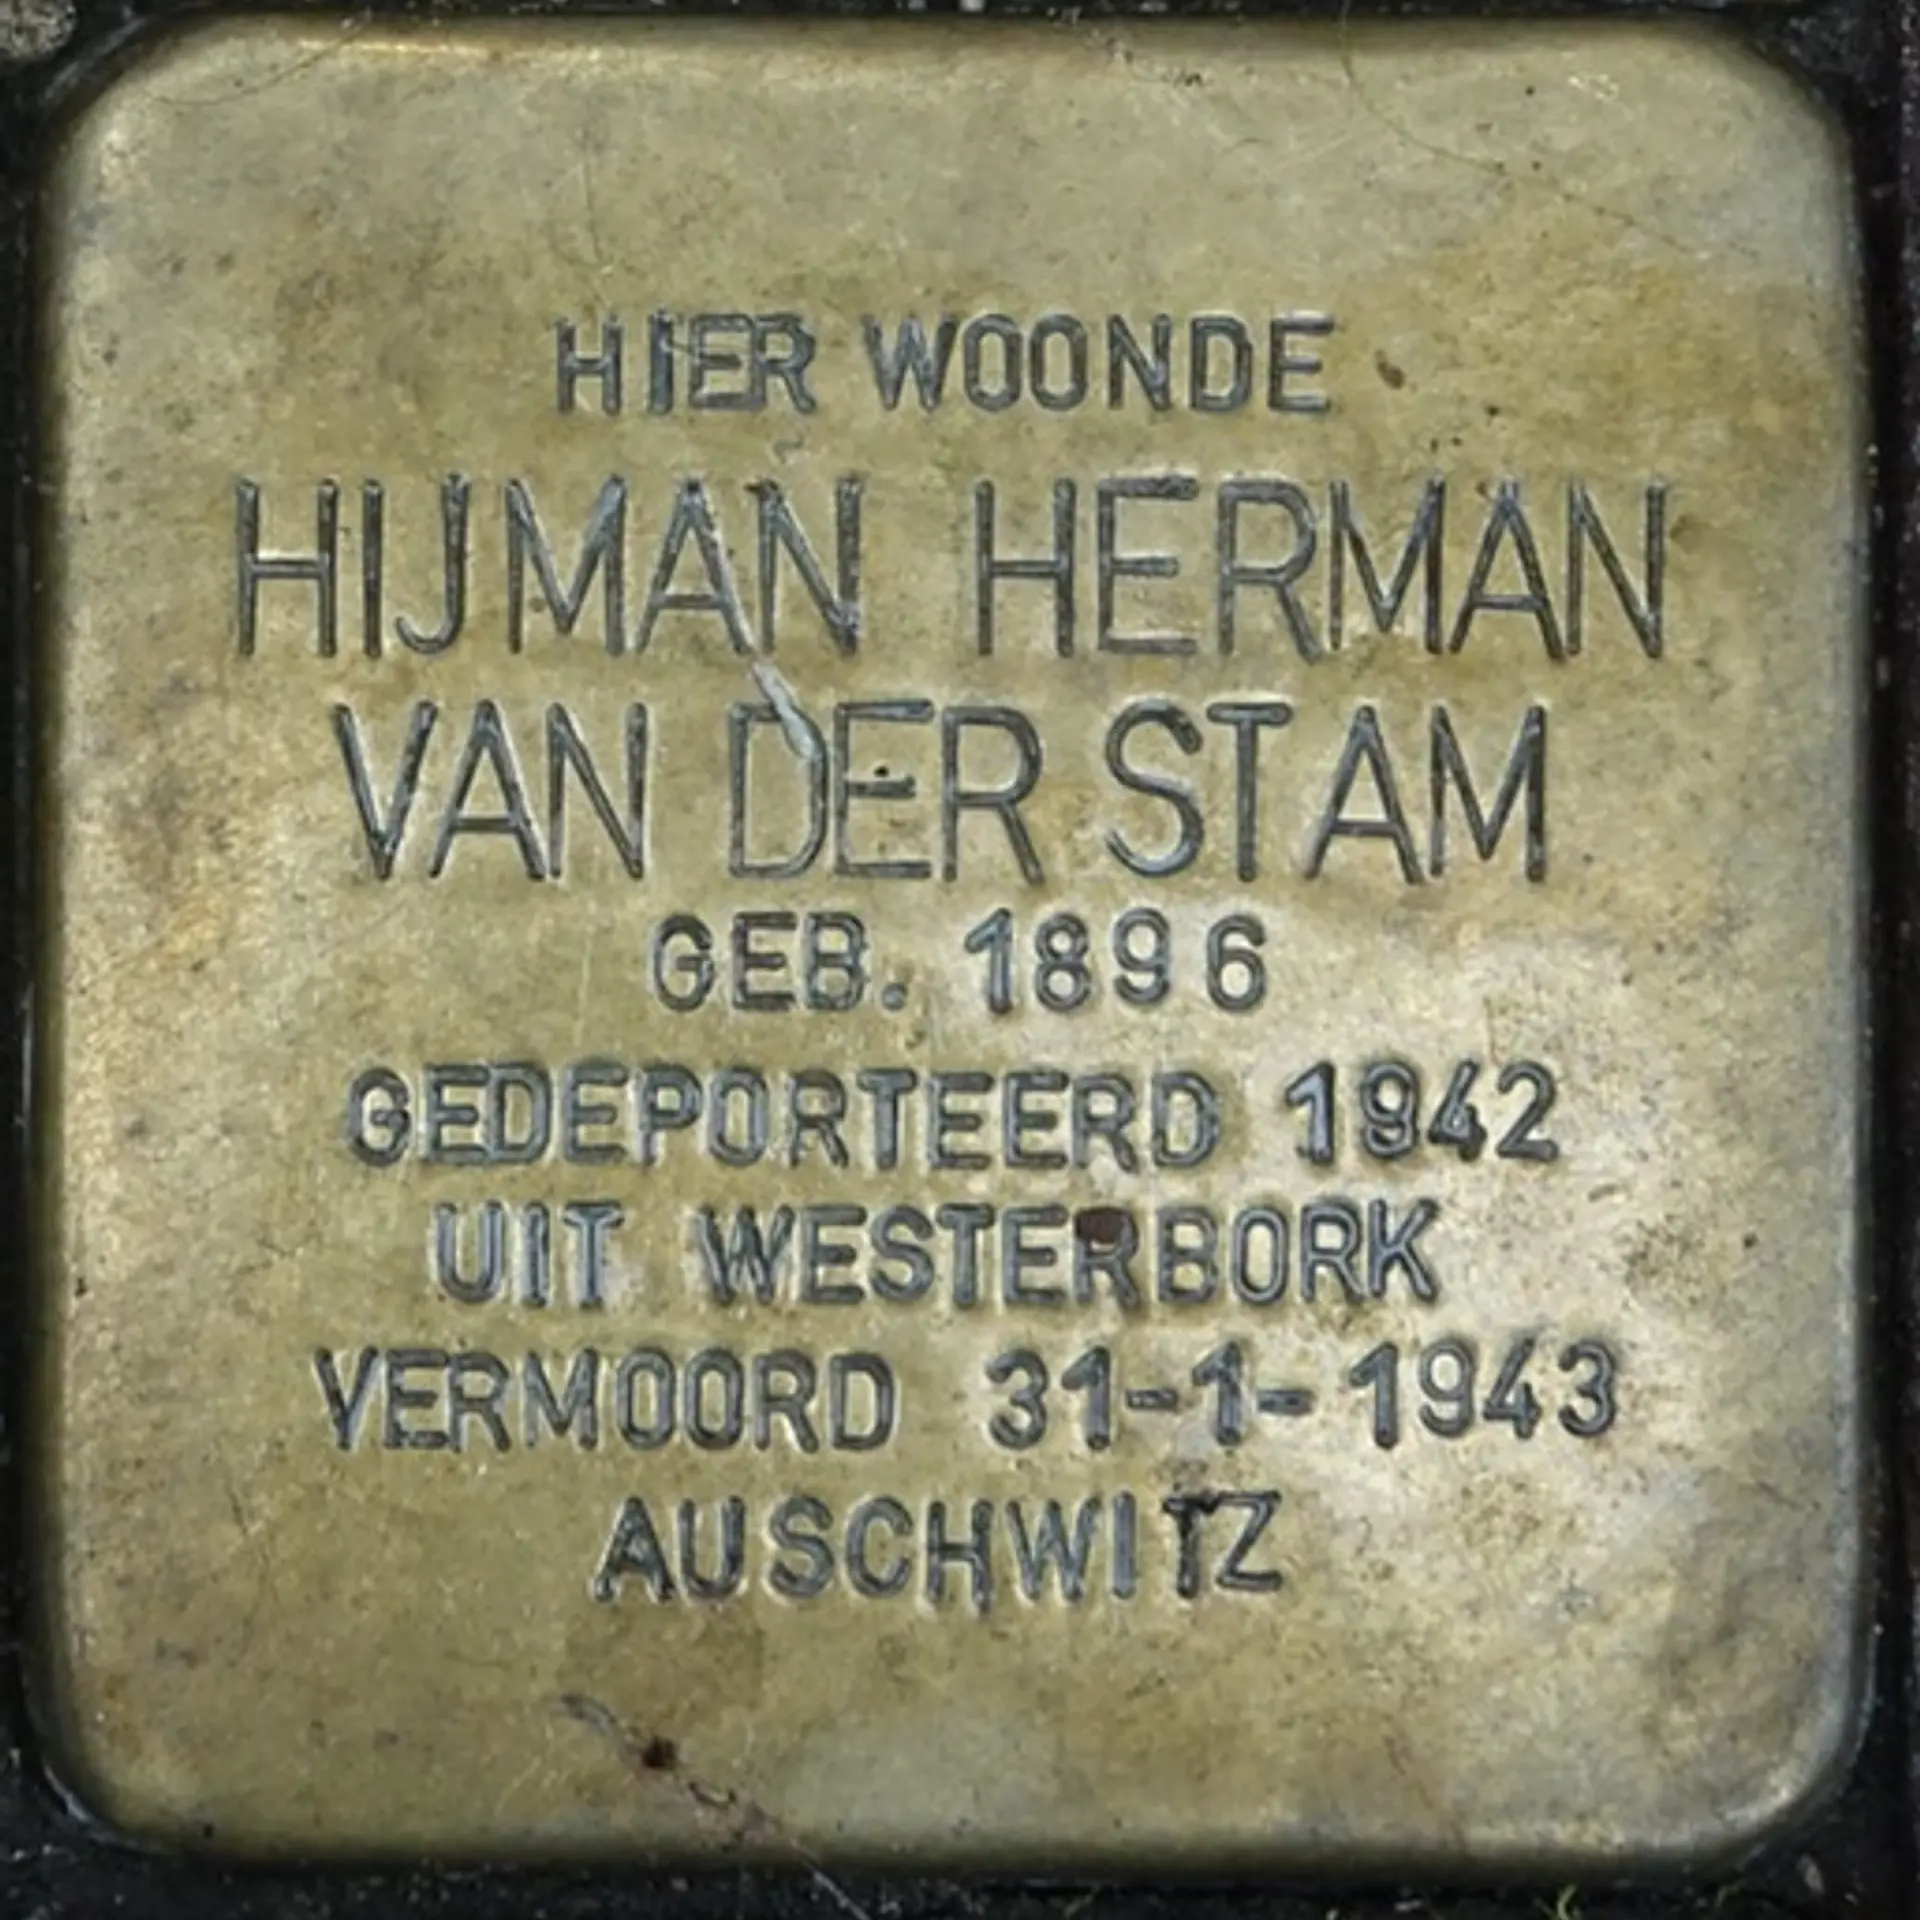 HIER WOONDE
HIJMAN HERMAN
VAN DER STAM
GEB. 1896
GEDEPORTEERD 1942
UIT WESTERBORK
VERMOORD 31-1-1943
AUSCHWITZ